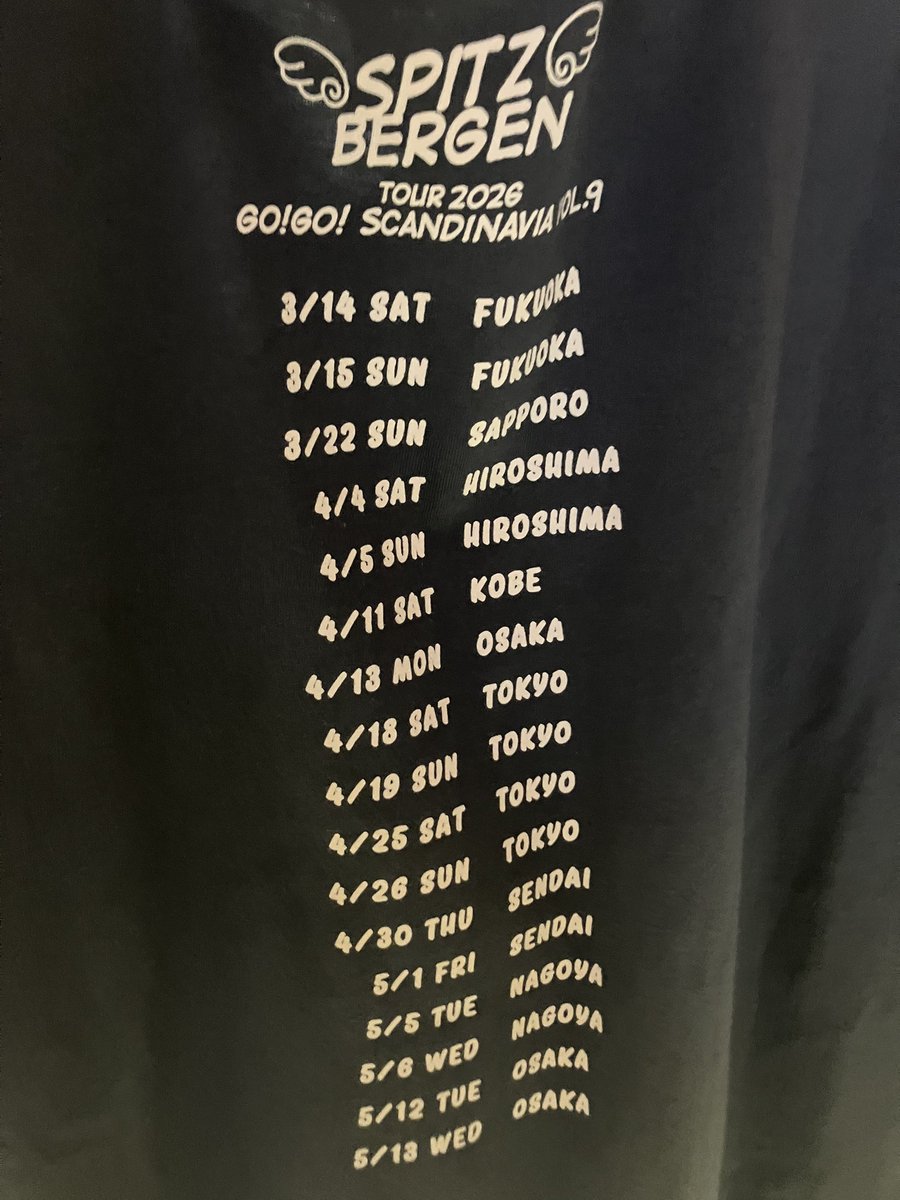 SPITZ
BERGEN
TOUR 2026
GO!GO! SCANDINAVIA VOL.9
3/14 SAT FUKUOKA
3/15 SUN FUKUOKA
3/22 SUN SAPPORO
4/4 SAT HIROSHIMA
4/5 SUN HIROSHIMA
4/11 SAT KOBE
4/13 MON OSAKA
4/18 SAT TOKYO
4/19 SUN TOKYO
4/25 SAT TOKYO
4/26 SUN TOKYO
4/30 THU SENDAI
5/1 FRI SENDAI
5/5 TUE NAGOYA
5/6 WED NAGOYA
5/12 TUE OSAKA
5/13 WED OSAKA